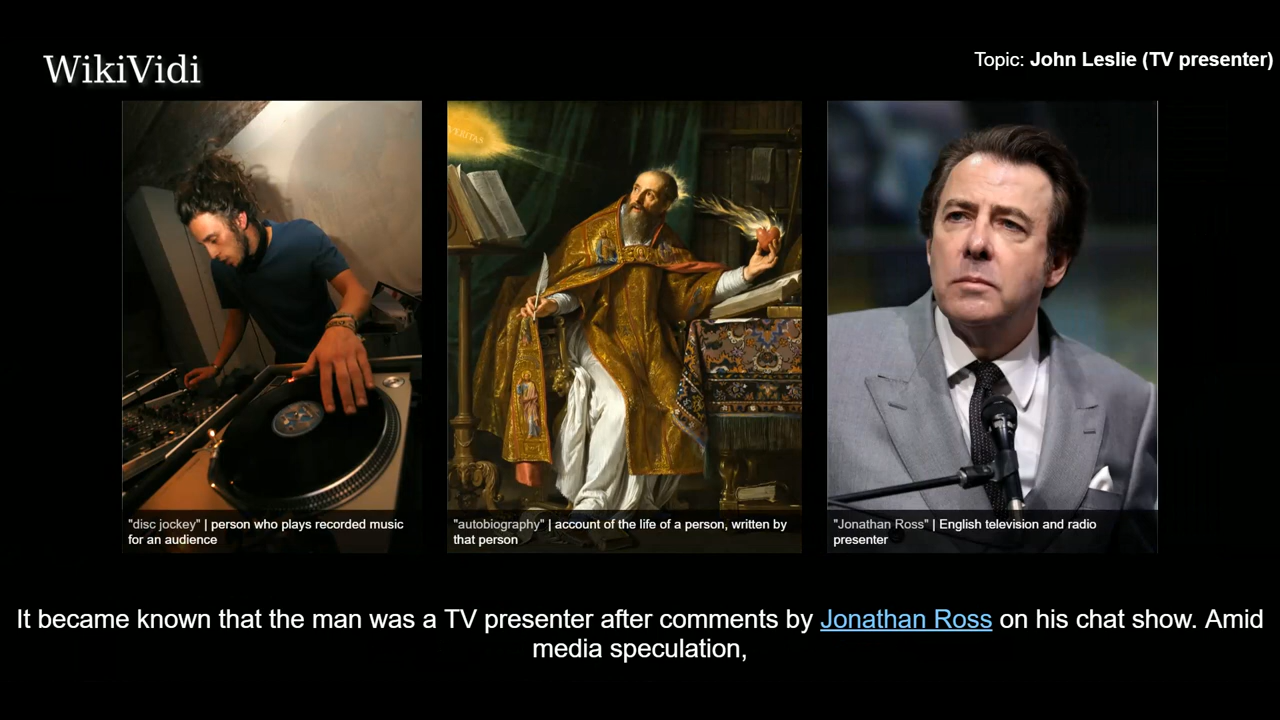 WikiVidi
Topic: John Leslie (TV presenter)
VERITAS
"disc jockey" | person who plays recorded music
for an audience
"autobiography" | account of the life of a person, written by
that person
"Jonathan Ross" | English television and radio
presenter
It became known that the man was a TV presenter after comments by Jonathan Ross on his chat show. Amid
media speculation,